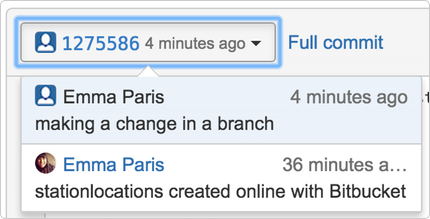 1275586 4 minutes ago Full commit
Emma Paris 4 minutes ago
making a change in a branch
Emma Paris 36 minutes a...
stationlocations created online with Bitbucket